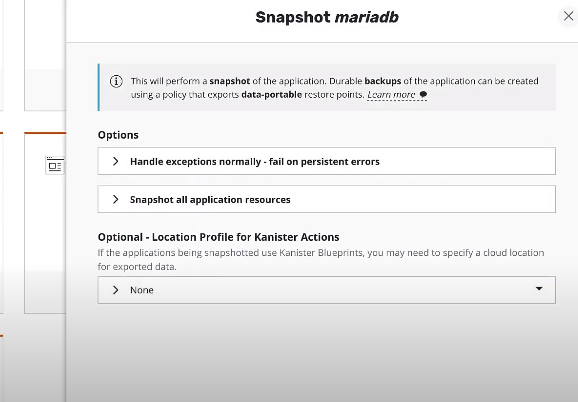 Snapshot mariadb
This will perform a snapshot of the application. Durable backups of the application can be created
using a policy that exports data-portable restore points. Learn more
Options
Handle exceptions normally - fail on persistent errors
Snapshot all application resources
Optional - Location Profile for Kanister Actions
If the applications being snapshotted use Kanister Blueprints, you may need to specify a cloud location
for exported data.
None